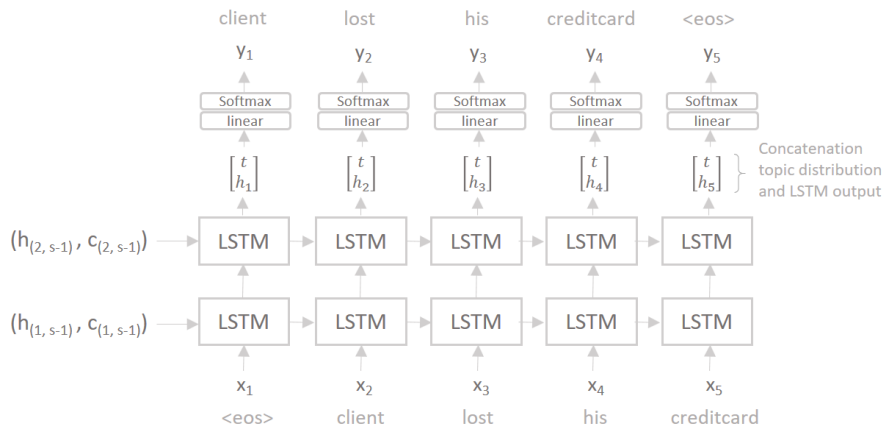 client lost his creditcard <eos>
y1 y2 y3 y4 y5
Softmax Softmax Softmax Softmax Softmax
linear linear linear linear linear
[t h1] [t h2] [t h3] [t h4] [t h5]
Concatenation
topic distribution
and LSTM output
(h(2, s-1) , c(2, s-1)) LSTM LSTM LSTM LSTM LSTM
(h(1, s-1) , c(1, s-1)) LSTM LSTM LSTM LSTM LSTM
x1 x2 x3 x4 x5
<eos> client lost his creditcard